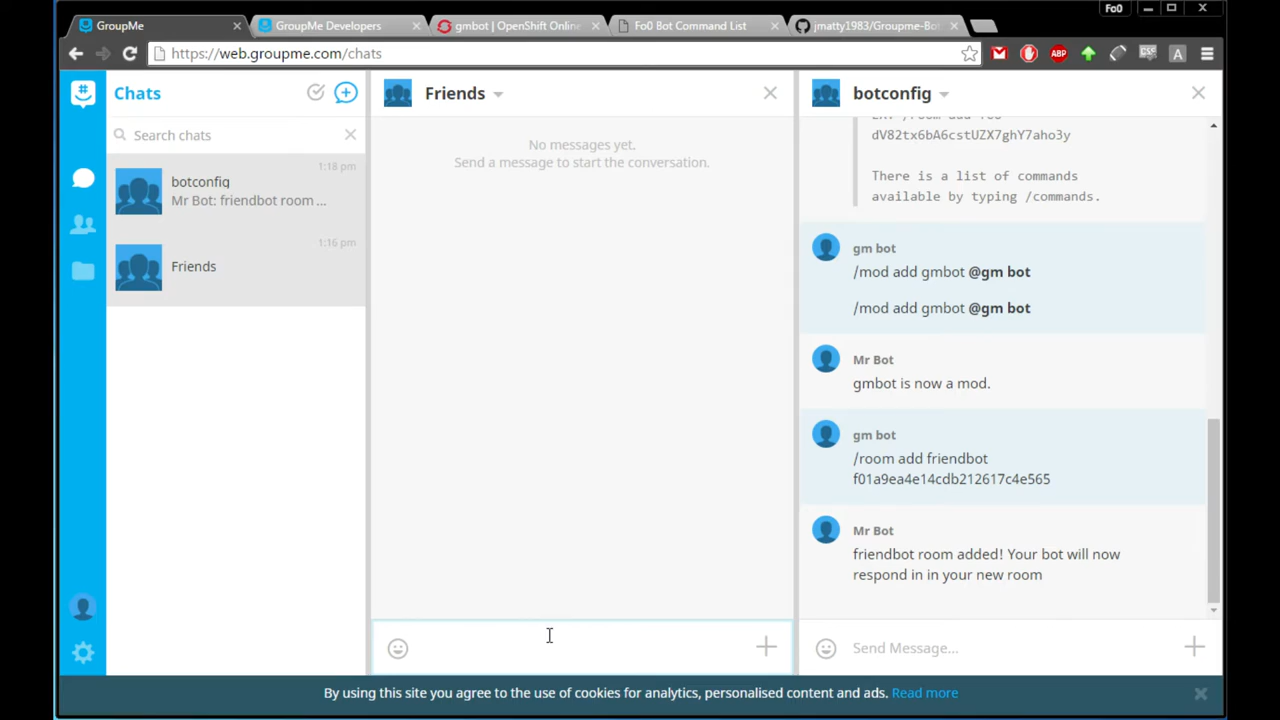 Fo0
GroupMe
GroupMe Developers
gmbot | OpenShift Online
Fo0 Bot Command List
jmatty1983/Groupme-Bo
https://web.groupme.com/chats
Chats
Search chats
1:18 pm
botconfig
Mr Bot: friendbot room ...
1:16 pm
Friends
Friends
No messages yet.
Send a message to start the conversation.
botconfig
dV82tx6bA6cstUZX7ghY7aho3y
There is a list of commands
available by typing /commands.
gm bot
/mod add gmbot @gm bot
/mod add gmbot @gm bot
Mr Bot
gmbot is now a mod.
gm bot
/room add friendbot
f01a9ea4e14cdb212617c4e565
Mr Bot
friendbot room added! Your bot will now
respond in in your new room
Send Message...
By using this site you agree to the use of cookies for analytics, personalised content and ads. Read more